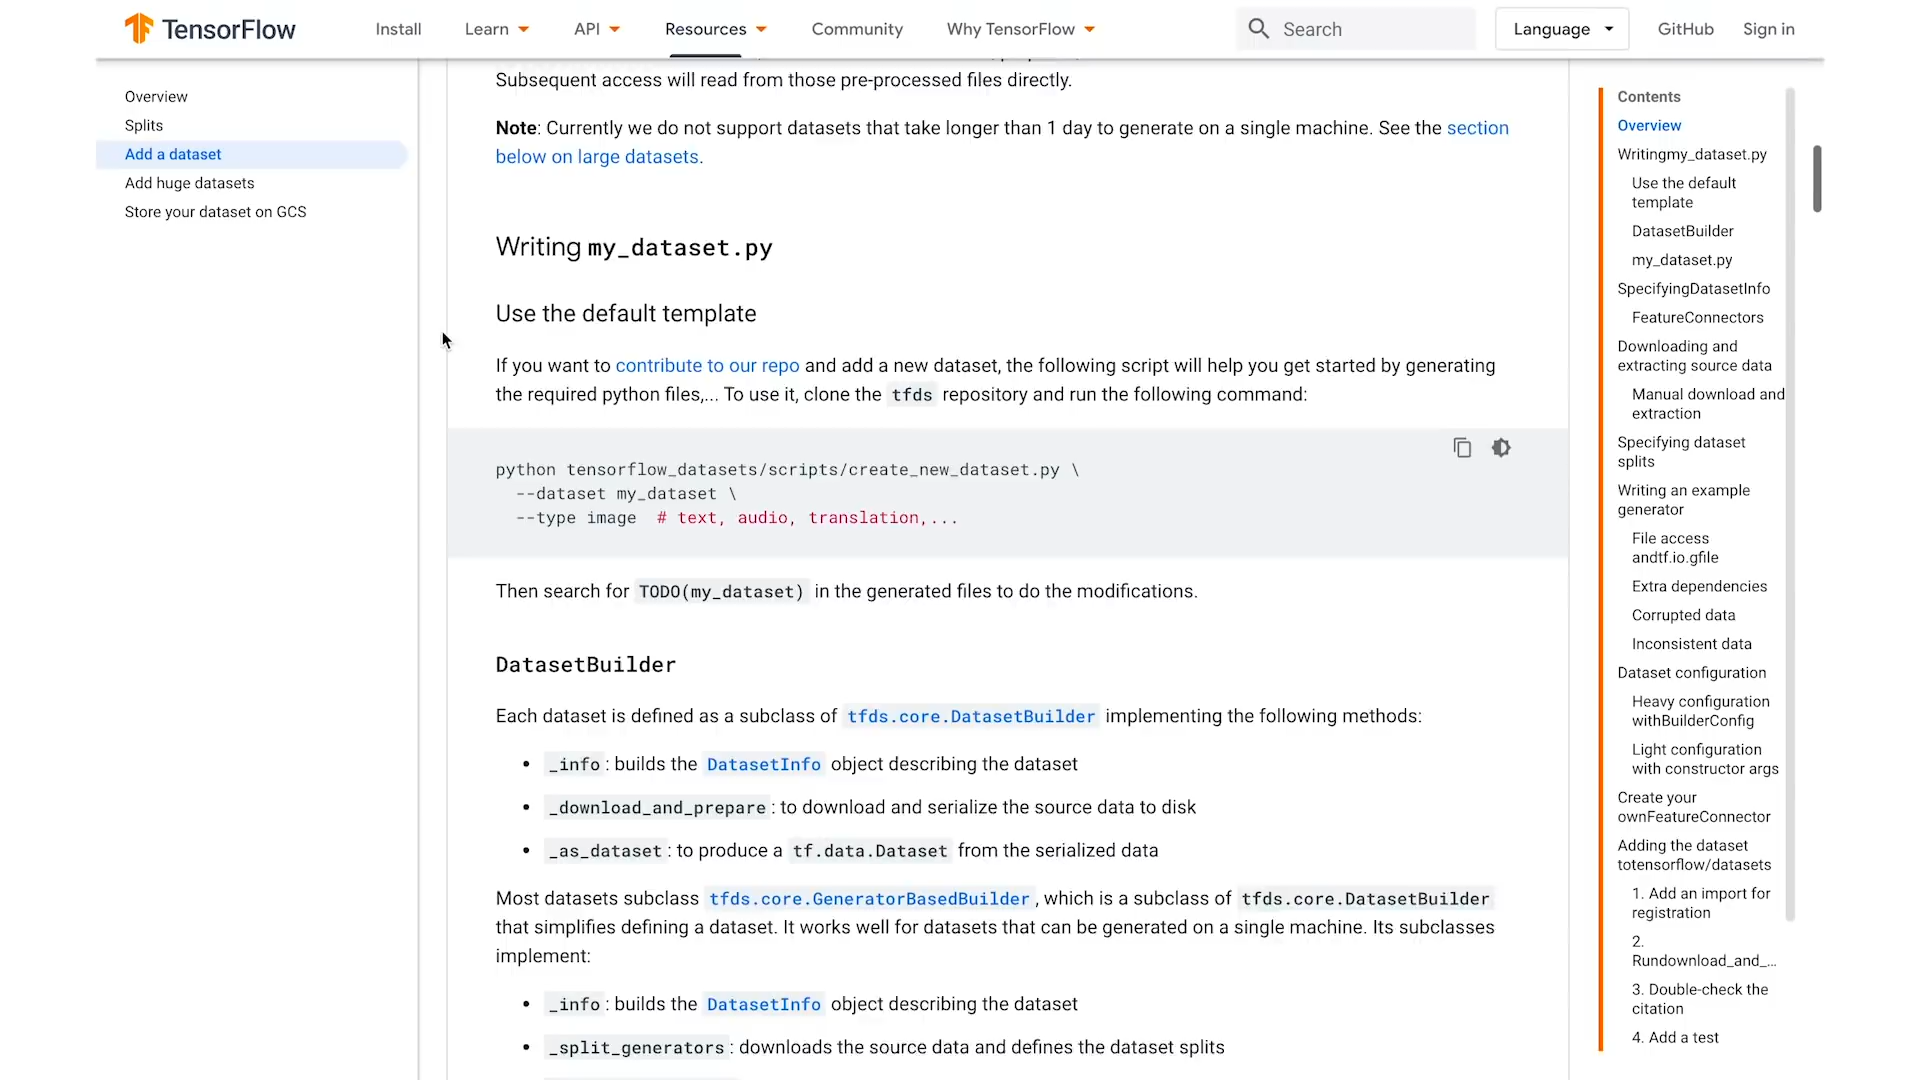 TensorFlow
Install
Learn
API
Resources
Community
Why TensorFlow
Search
Language
GitHub
Sign in
Overview
Splits
Add a dataset
Add huge datasets
Store your dataset on GCS
Subsequent access will read from those pre-processed files directly.
Note: Currently we do not support datasets that take longer than 1 day to generate on a single machine. See the section
below on large datasets.
Writing my_dataset.py
Use the default template
If you want to contribute to our repo and add a new dataset, the following script will help you get started by generating
the required python files,... To use it, clone the tfds repository and run the following command:
python tensorflow_datasets/scripts/create_new_dataset.py \
--dataset my_dataset \
--type image # text, audio, translation,...
Then search for TODO(my_dataset) in the generated files to do the modifications.
DatasetBuilder
Each dataset is defined as a subclass of tfds.core.DatasetBuilder implementing the following methods:
• _info: builds the DatasetInfo object describing the dataset
• _download_and_prepare: to download and serialize the source data to disk
• _as_dataset: to produce a tf.data.Dataset from the serialized data
Most datasets subclass tfds.core.GeneratorBasedBuilder, which is a subclass of tfds.core.DatasetBuilder
that simplifies defining a dataset. It works well for datasets that can be generated on a single machine. Its subclasses
implement:
• _info: builds the DatasetInfo object describing the dataset
• _split_generators: downloads the source data and defines the dataset splits
Contents
Overview
Writingmy_dataset.py
Use the default
template
DatasetBuilder
my_dataset.py
SpecifyingDatasetInfo
FeatureConnectors
Downloading and
extracting source data
Manual download and
extraction
Specifying dataset
splits
Writing an example
generator
File access
andtf.io.gfile
Extra dependencies
Corrupted data
Inconsistent data
Dataset configuration
Heavy configuration
withBuilderConfig
Light configuration
with constructor args
Create your
ownFeatureConnector
Adding the dataset
totensorflow/datasets
1. Add an import for
registration
2.
Rundownload_and_...
3. Double-check the
citation
4. Add a test